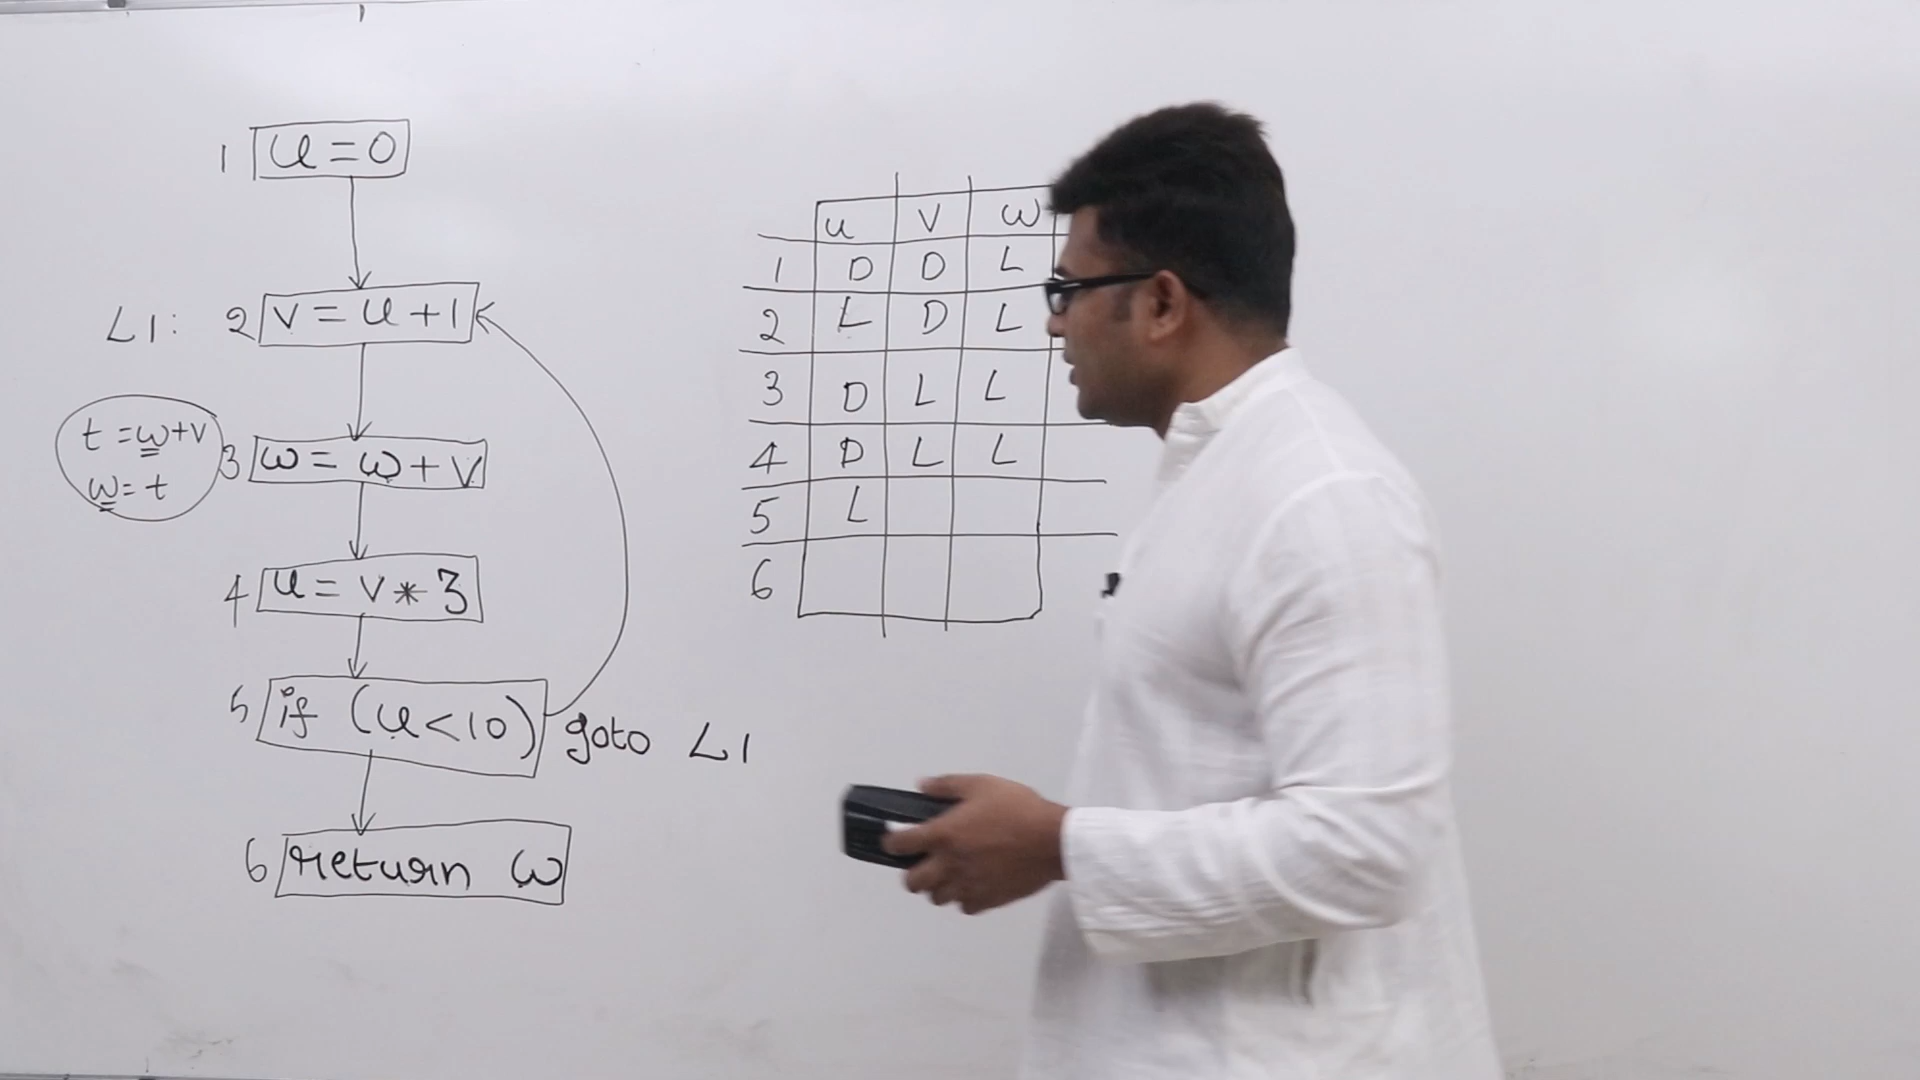 1 u = 0
L1: 2 v = u + 1
t = w + v
w = t
3 w = w + v
4 u = v * 3
5 if (u < 10) goto L1
6 return w
u v w
1 D D L
2 L D L
3 D L L
4 D L L
5 L
6